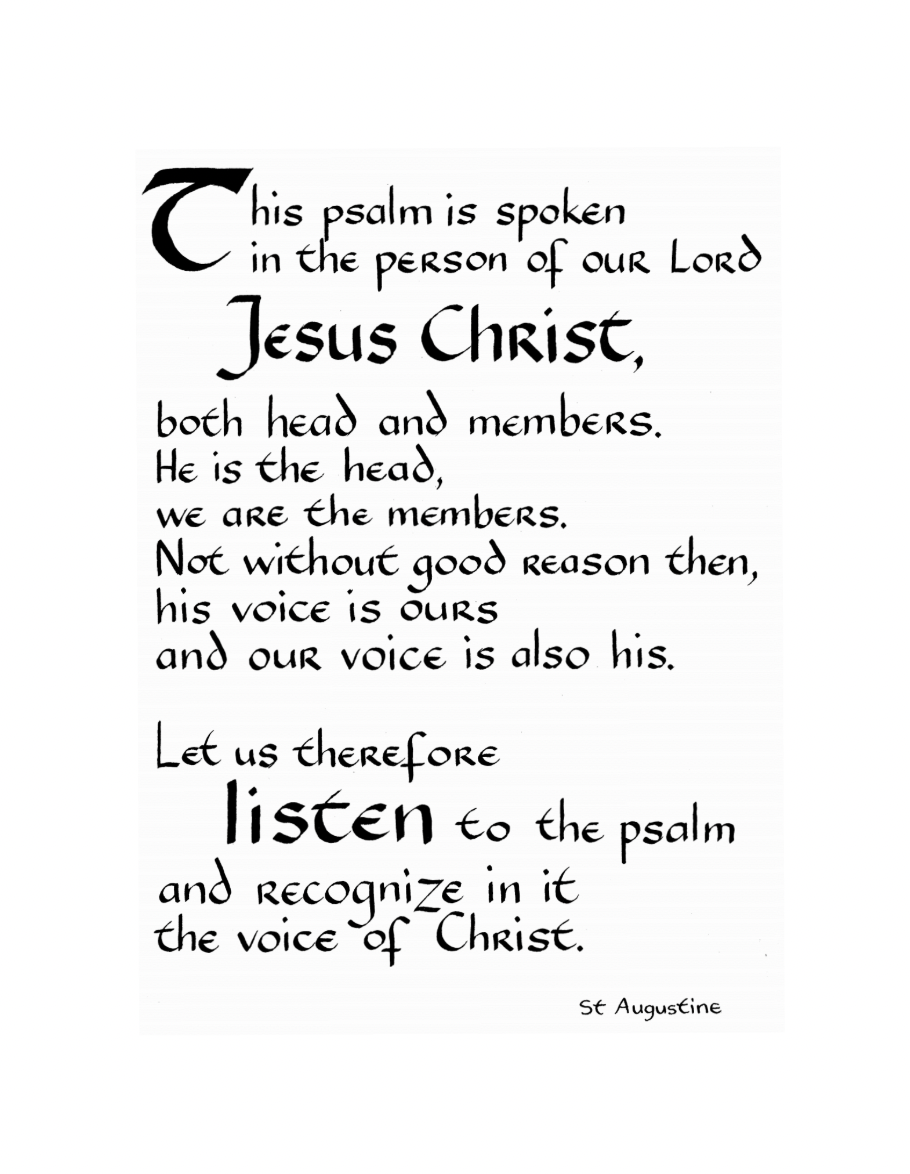 This psalm is spoken
in the person of our Lord
Jesus Christ,
both head and members.
He is the head,
we are the members.
Not without good reason then,
his voice is ours
and our voice is also his.
Let us therefore
listen to the psalm
and recognize in it
the voice of Christ.
St Augustine